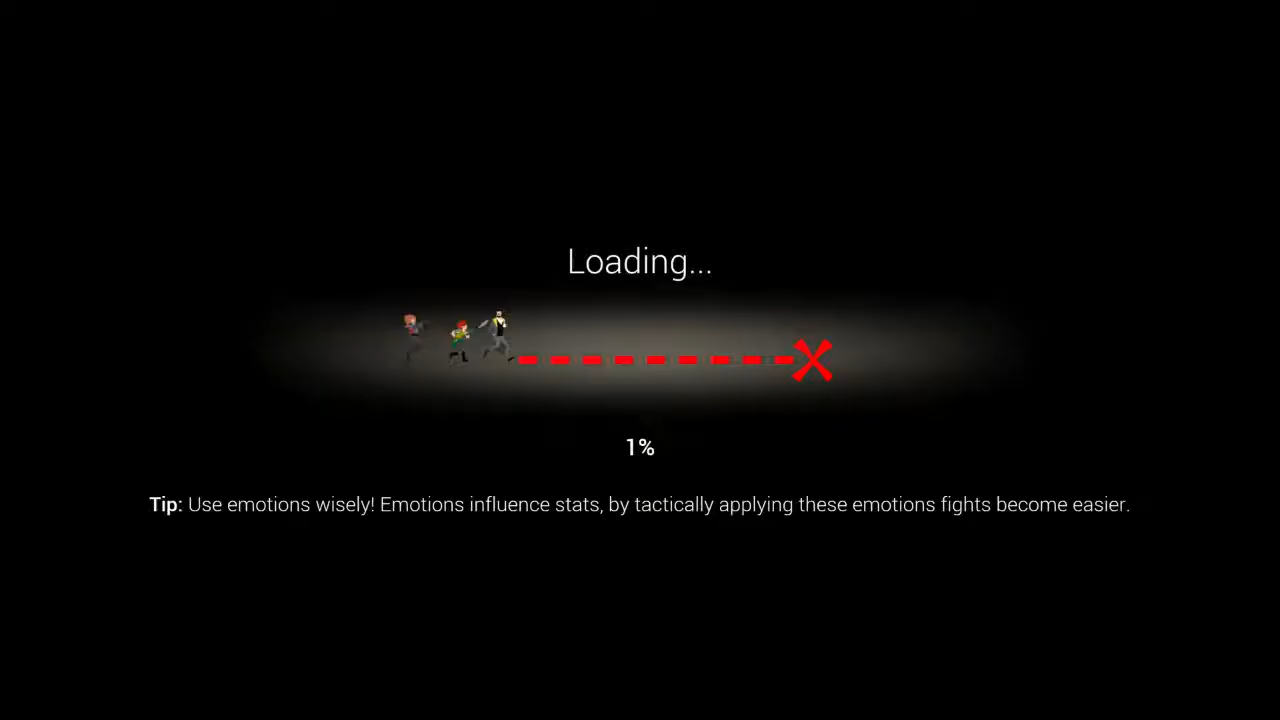 Loading...
1%
Tip: Use emotions wisely! Emotions influence stats, by tactically applying these emotions fights become easier.